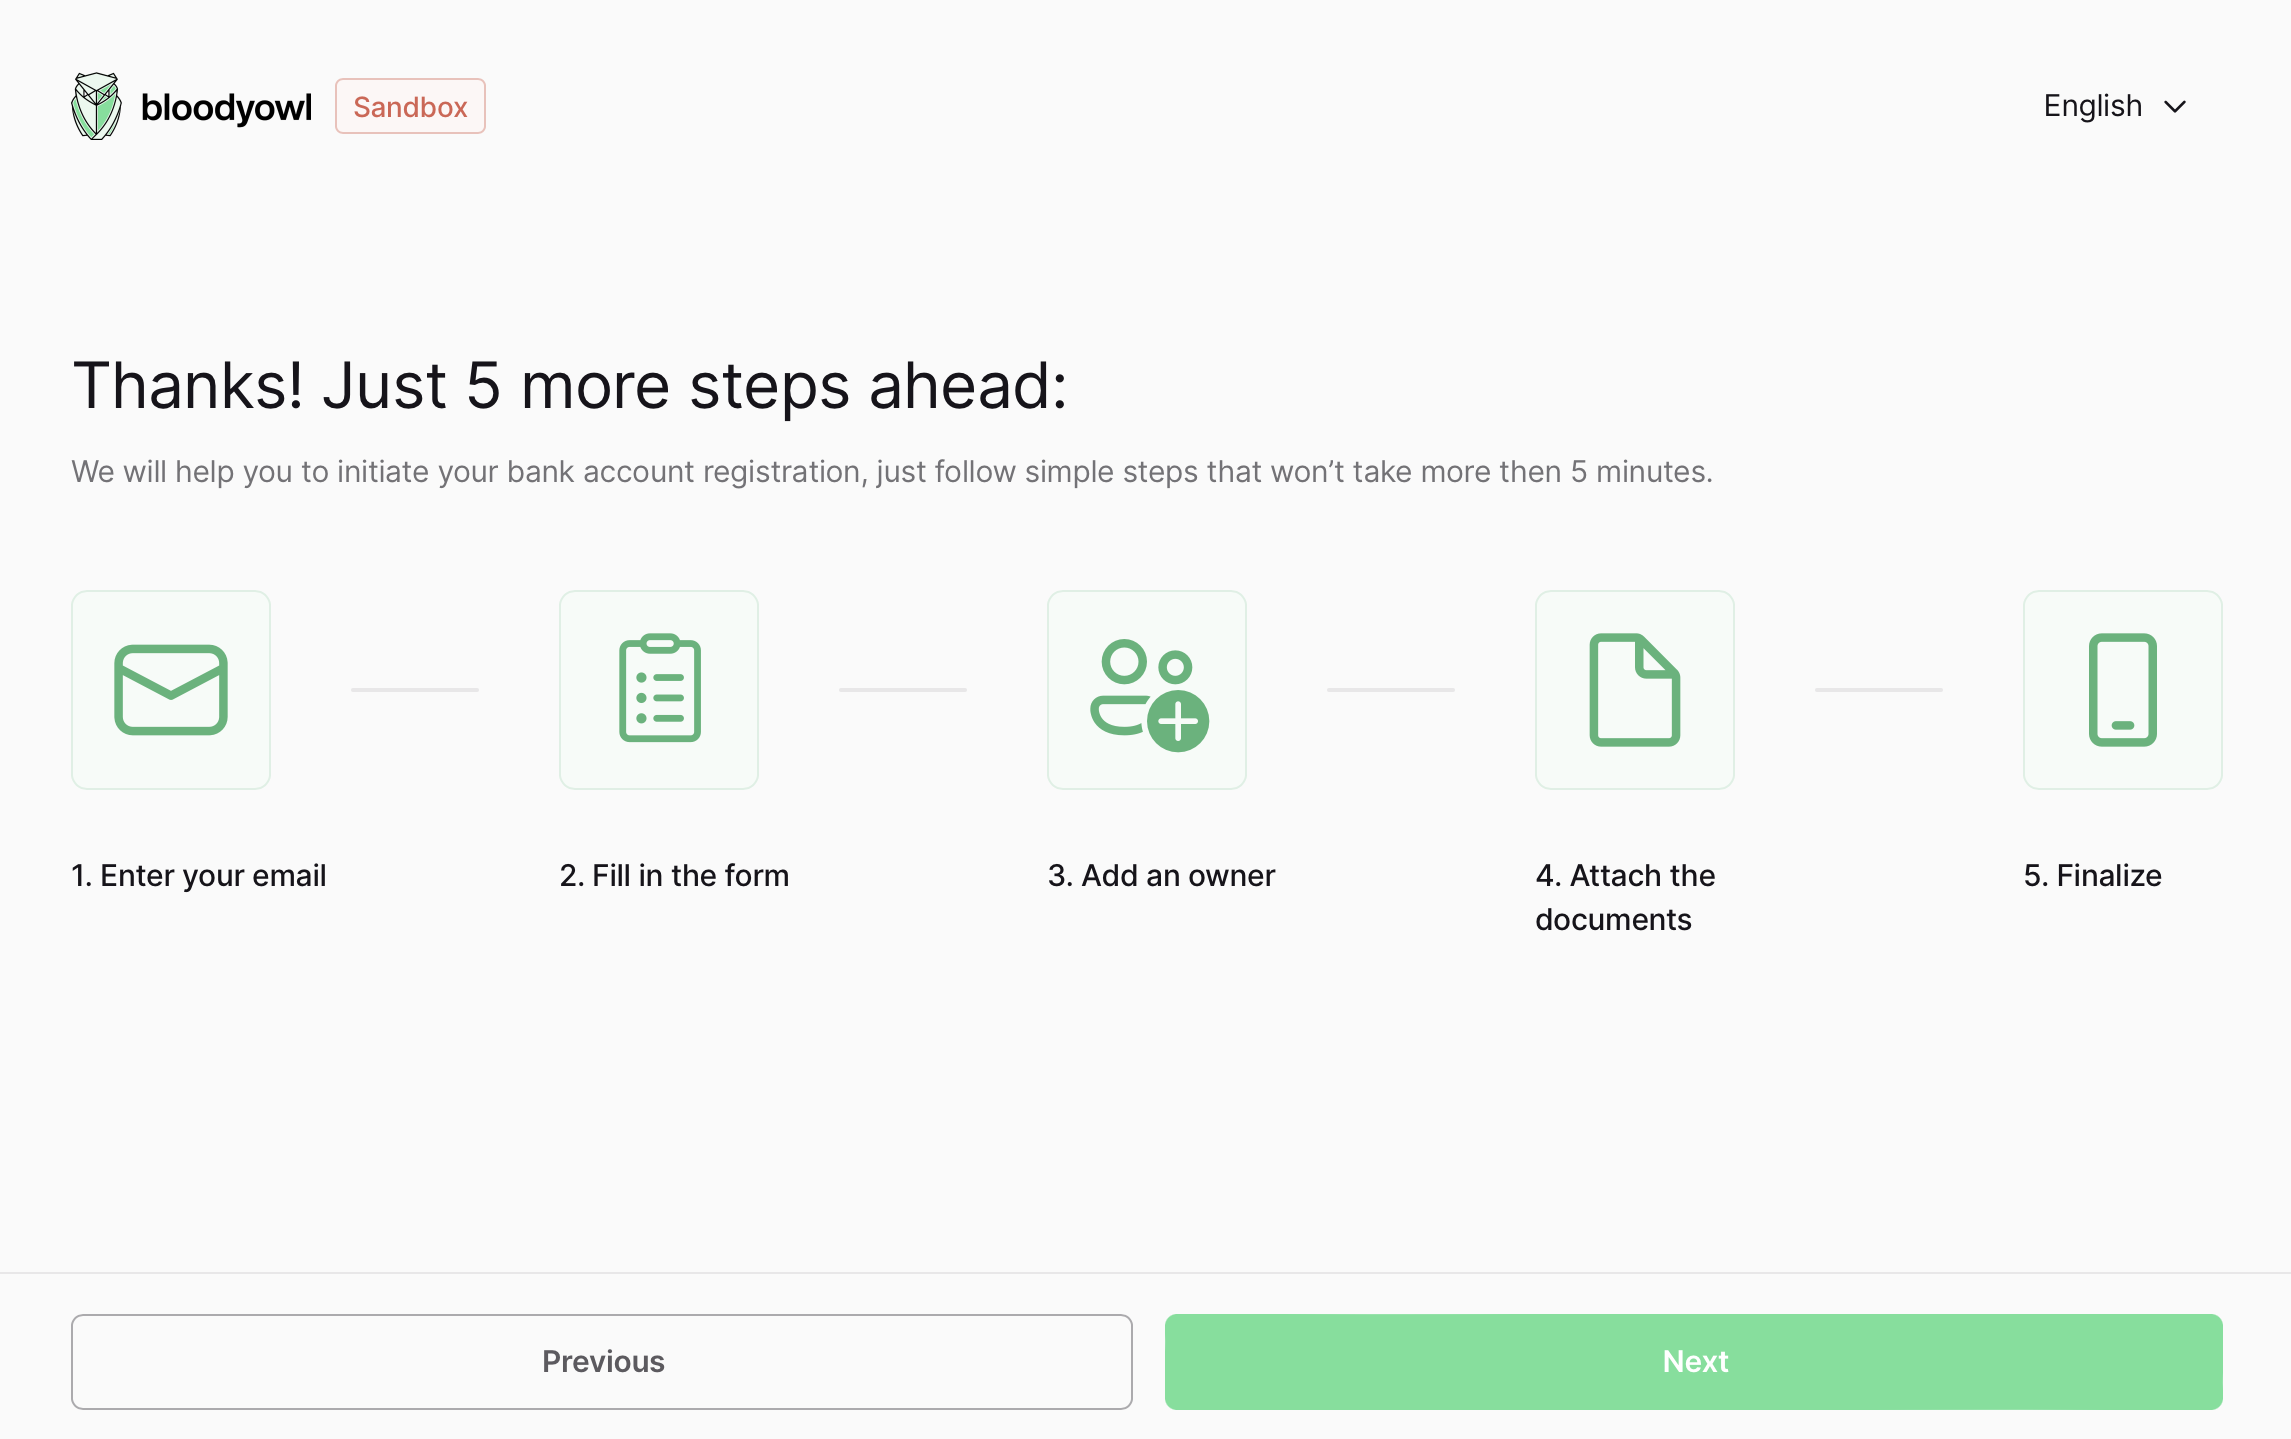 bloodyowl
Sandbox
English
Thanks! Just 5 more steps ahead:
We will help you to initiate your bank account registration, just follow simple steps that won’t take more then 5 minutes.
1. Enter your email
2. Fill in the form
3. Add an owner
4. Attach the
documents
5. Finalize
Previous
Next